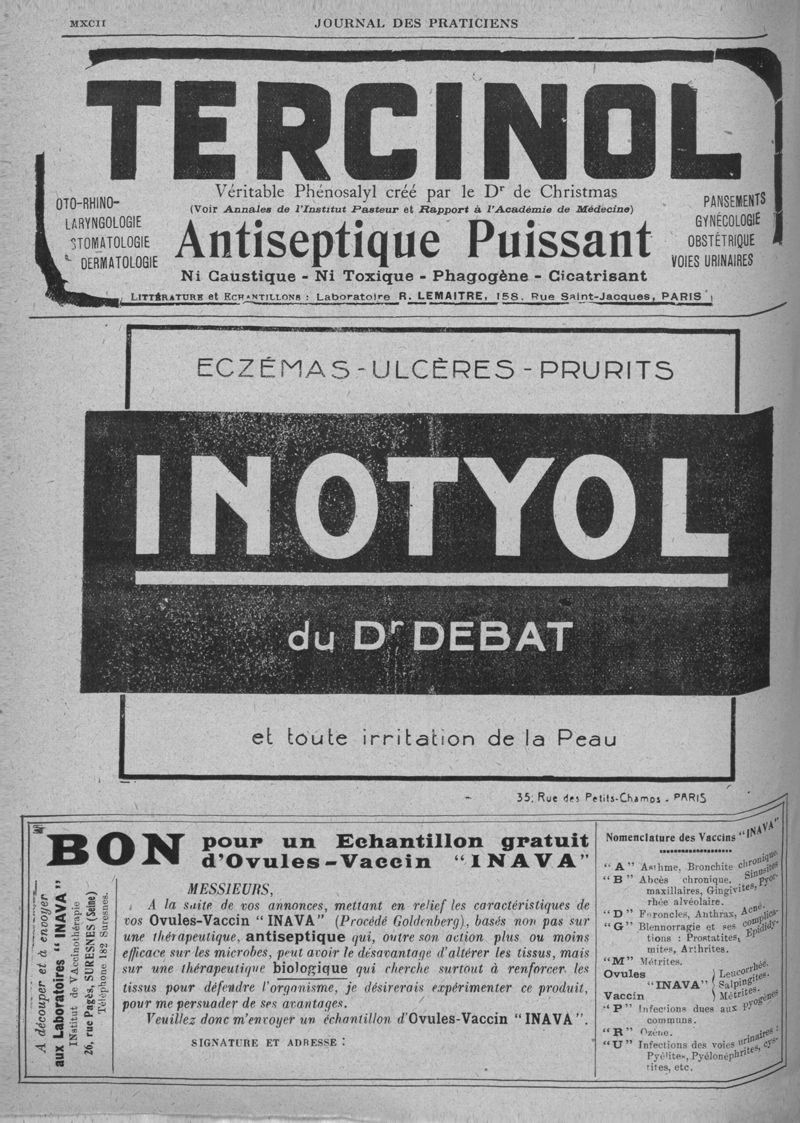 MXCII
JOURNAL DES PRATICIENS
TERCINOL
Véritable Phénosalyl créé par le Dr de Christmas
(Voir Annales de l'Institut Pasteur et Rapport à l'Académie de Médecine)
OTO-RHINO-
LARYNGOLOGIE
STOMATOLOGIE
DERMATOLOGIE
Antiseptique Puissant
PANSEMENTS
GYNÉCOLOGIE
OBSTÉTRIQUE
VOIES URINAIRES
Ni Caustique - Ni Toxique - Phagogène - Cicatrisant
LITTÉRATURE et ECHANTILLONS : Laboratoire R. LEMAITRE, 158, Rue Saint-Jacques, PARIS
ECZÉMAS - ULCÈRES - PRURITS
INOTYOL
du Dr DEBAT
et toute irritation de la Peau
35, Rue des Petits-Champs - PARIS
A découper et à envoyer
aux Laboratoires "INAVA"
INstitut de VAccinothérapie
26, rue Pagès, SURESNES (Seine)
Téléphone 182 Suresnes.
BON pour un Echantillon gratuit
d'Ovules-Vaccin "INAVA"
MESSIEURS,
A la suite de vos annonces, mettant en relief les caractéristiques de
vos Ovules-Vaccin "INAVA" (Procédé Goldenberg), basés non pas sur
une thérapeutique, antiseptique qui, outre son action plus ou moins
efficace sur les microbes, peut avoir le désavantage d'altérer les tissus, mais
sur une thérapeutique biologique qui cherche surtout à renforcer les
tissus pour défendre l'organisme, je désirerais expérimenter ce produit,
pour me persuader de ses avantages.
Veuillez donc m'envoyer un échantillon d'Ovules-Vaccin "INAVA".
SIGNATURE ET ADRESSE :
Nomenclature des Vaccins "INAVA"
"A" Asthme, Bronchite chronique.
"B" Abcès chronique. Sinusites
maxillaires, Gingivites, Pyor-
rhée alvéolaire.
"D" Furoncles, Anthrax, Acné.
"G" Blennorragie et ses complica-
tions : Prostatites, Epididy-
mites, Arthrites.
"M" Métrites.
Ovules } Leucorrhée.
"INAVA" } Salpingites.
Vaccin } Métrites.
"P" Infections dues aux pyogènes
communs.
"R" Ozène.
"U" Infections des voies urinaires :
Pyélites, Pyélonéphrites, cys-
tites, etc.